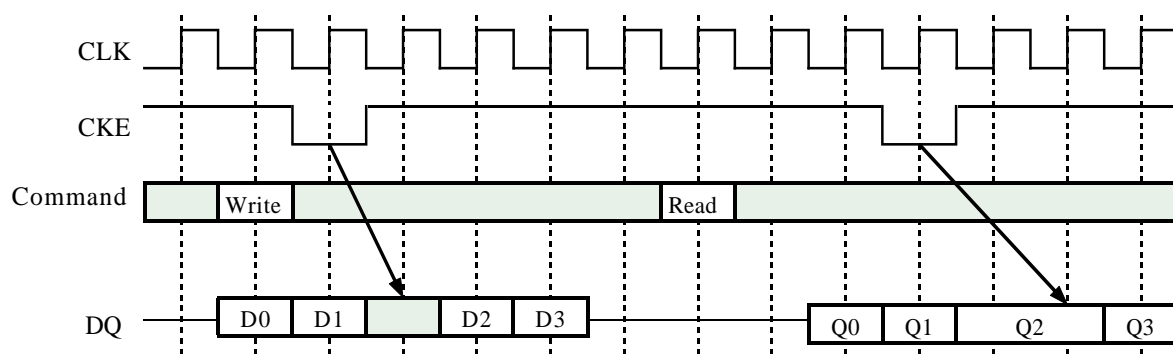 CLK
CKE
Command Write Read
DQ D0 D1 D2 D3 Q0 Q1 Q2 Q3